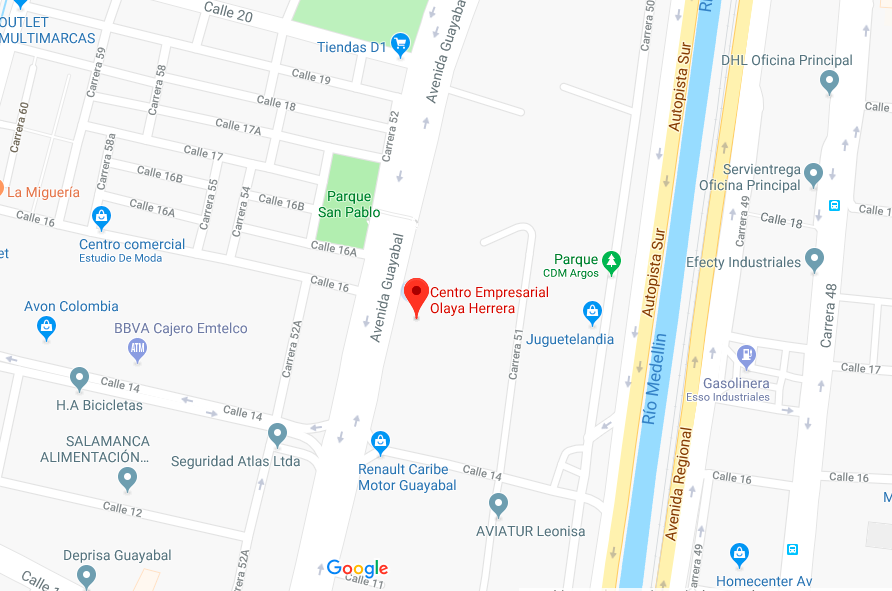 OUTLET
MULTIMARCAS
Calle 20
Tiendas D1
Avenida Guayabal
Carrera 50
Autopista Sur
DHL Oficina Principal
Carrera 59
Carrera 58
Calle 19
Calle 18
Calle 17A
Carrera 52
Carrera 60
Calle 17
Carrera 58a
Calle 16B
Carrera 55
Carrera 54
Calle 16B
Calle 16A
La Miguería
Calle 16
Parque
San Pablo
Servientrega
Oficina Principal
Carrera 49
Calle 18
Centro comercial
Estudio De Moda
Calle 16A
Calle 16
Avenida Guayabal
Parque
CDM Argos
Autopista Sur
Efecty Industriales
Centro Empresarial
Olaya Herrera
Avon Colombia
BBVA Cajero Emtelco
Carrera 52A
Juguetelandia
Carrera 51
Río Medellin
Carrera 48
Calle 17
Gasolinera
Esso Industriales
H.A Bicicletas
Calle 14
Calle 14
SALAMANCA
ALIMENTACIÓN...
Seguridad Atlas Ltda
Renault Caribe
Motor Guayabal
Calle 14
Avenida Regional
Calle 16
Calle 16
Calle 12
AVIATUR Leonisa
Deprisa Guayabal
Carrera 52A
Google
Calle 11
Carrera 49
Homecenter Av